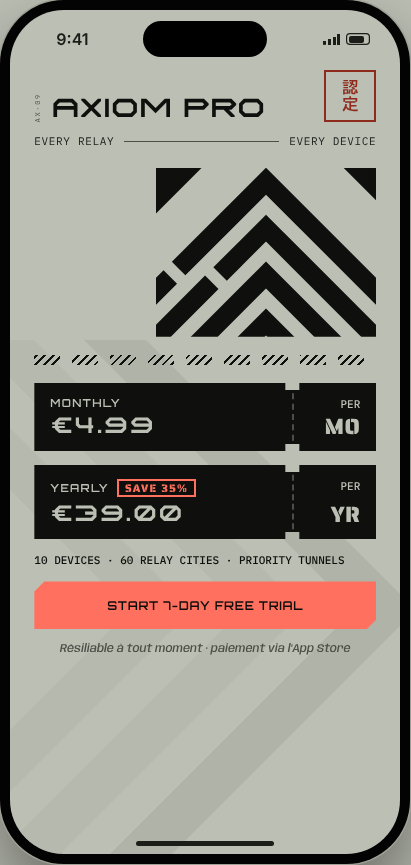 9:41
認定
AX-09
AXIOM PRO
EVERY RELAY
EVERY DEVICE
MONTHLY
€4.99
PER
MO
YEARLY
SAVE 35%
€39.00
PER
YR
10 DEVICES · 60 RELAY CITIES · PRIORITY TUNNELS
START 7-DAY FREE TRIAL
Résiliable à tout moment · paiement via l'App Store